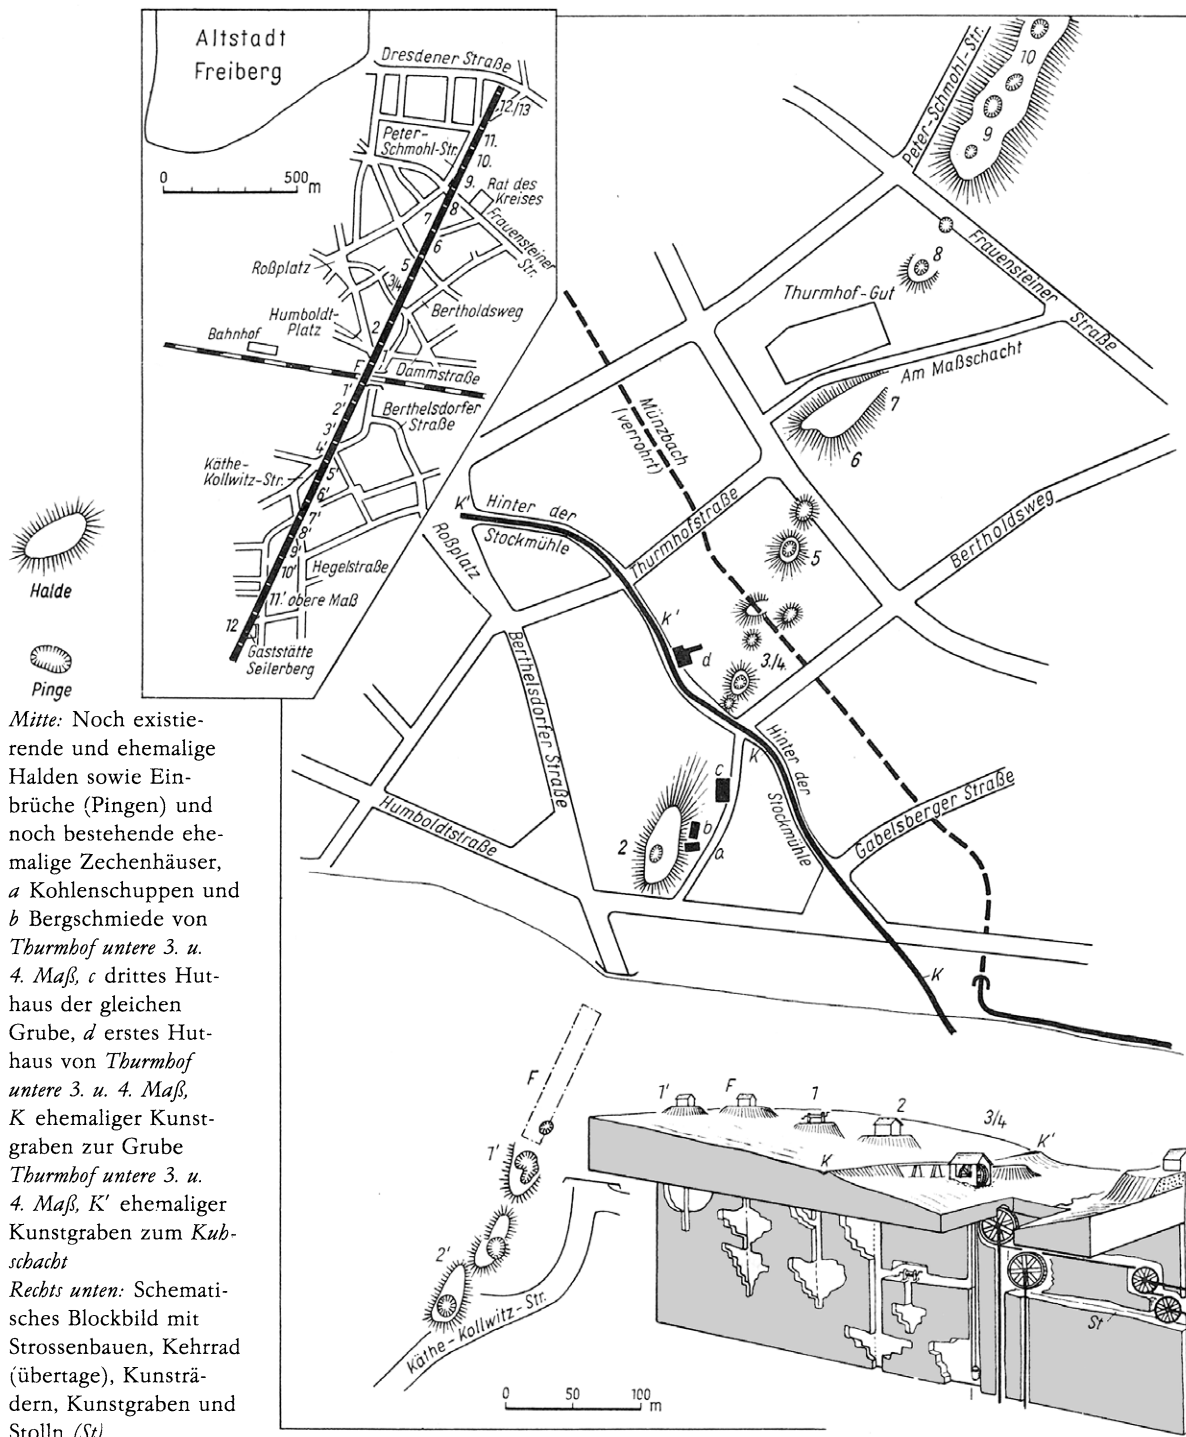 Altstadt
Freiberg
Dresdener Straße
12./13
Peter-
Schmohl-Str.
11.
10.
9.
Rat des
Kreises
0 500 m
7
8
Frauensteiner
Str.
6
Roßplatz
5
3/4
Bertholdsweg
Humboldt-
Platz
2
Bahnhof
1
F
Dammstraße
1'
2'
Berthelsdorfer
Straße
3'
4'
Käthe-
Kollwitz-Str.
5'
6'
7'
8'
9'
10'
Hegelstraße
11.' obere Maß
12
Gaststätte
Seilerberg
Halde
Pinge
Peter-Schmohl-Str.
10
9
Frauensteiner
Straße
8
Thurmhof-Gut
Am Maßschacht
7
6
Münzbach
(verrohrt)
Bertholdsweg
K' Hinter der
Stockmühle
Roßplatz
Thurmhofstraße
5
K'
d
3./4.
Berthelsdorfer Straße
K
Hinter der
Stockmühle
c
b
a
2
Humboldtstraße
Gabelsberger Straße
K
F
1'
2'
Käthe-Kollwitz-Str.
0 50 100
m
1' F 1 2 3/4 K'
K
St
Mitte: Noch existie-
rende und ehemalige
Halden sowie Ein-
brüche (Pingen) und
noch bestehende ehe-
malige Zechenhäuser,
a Kohlenschuppen und
b Bergschmiede von
Thurmhof untere 3. u.
4. Maß, c drittes Hut-
haus der gleichen
Grube, d erstes Hut-
haus von Thurmhof
untere 3. u. 4. Maß,
K ehemaliger Kunst-
graben zur Grube
Thurmhof untere 3. u.
4. Maß, K' ehemaliger
Kunstgraben zum Kuh-
schacht
Rechts unten: Schemati-
sches Blockbild mit
Strossenbauen, Kehrrad
(übertage), Kunsträ-
dern, Kunstgraben und
Stolln (St)